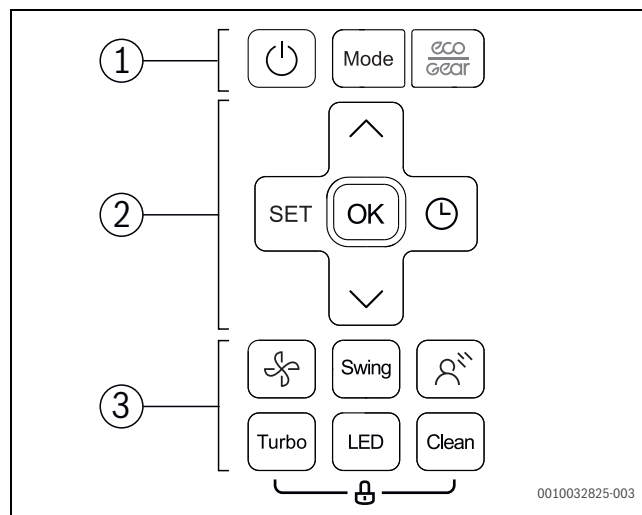 1
Mode
eco
Gear
2
SET
OK
3
Swing
Turbo
LED
Clean
0010032825-003